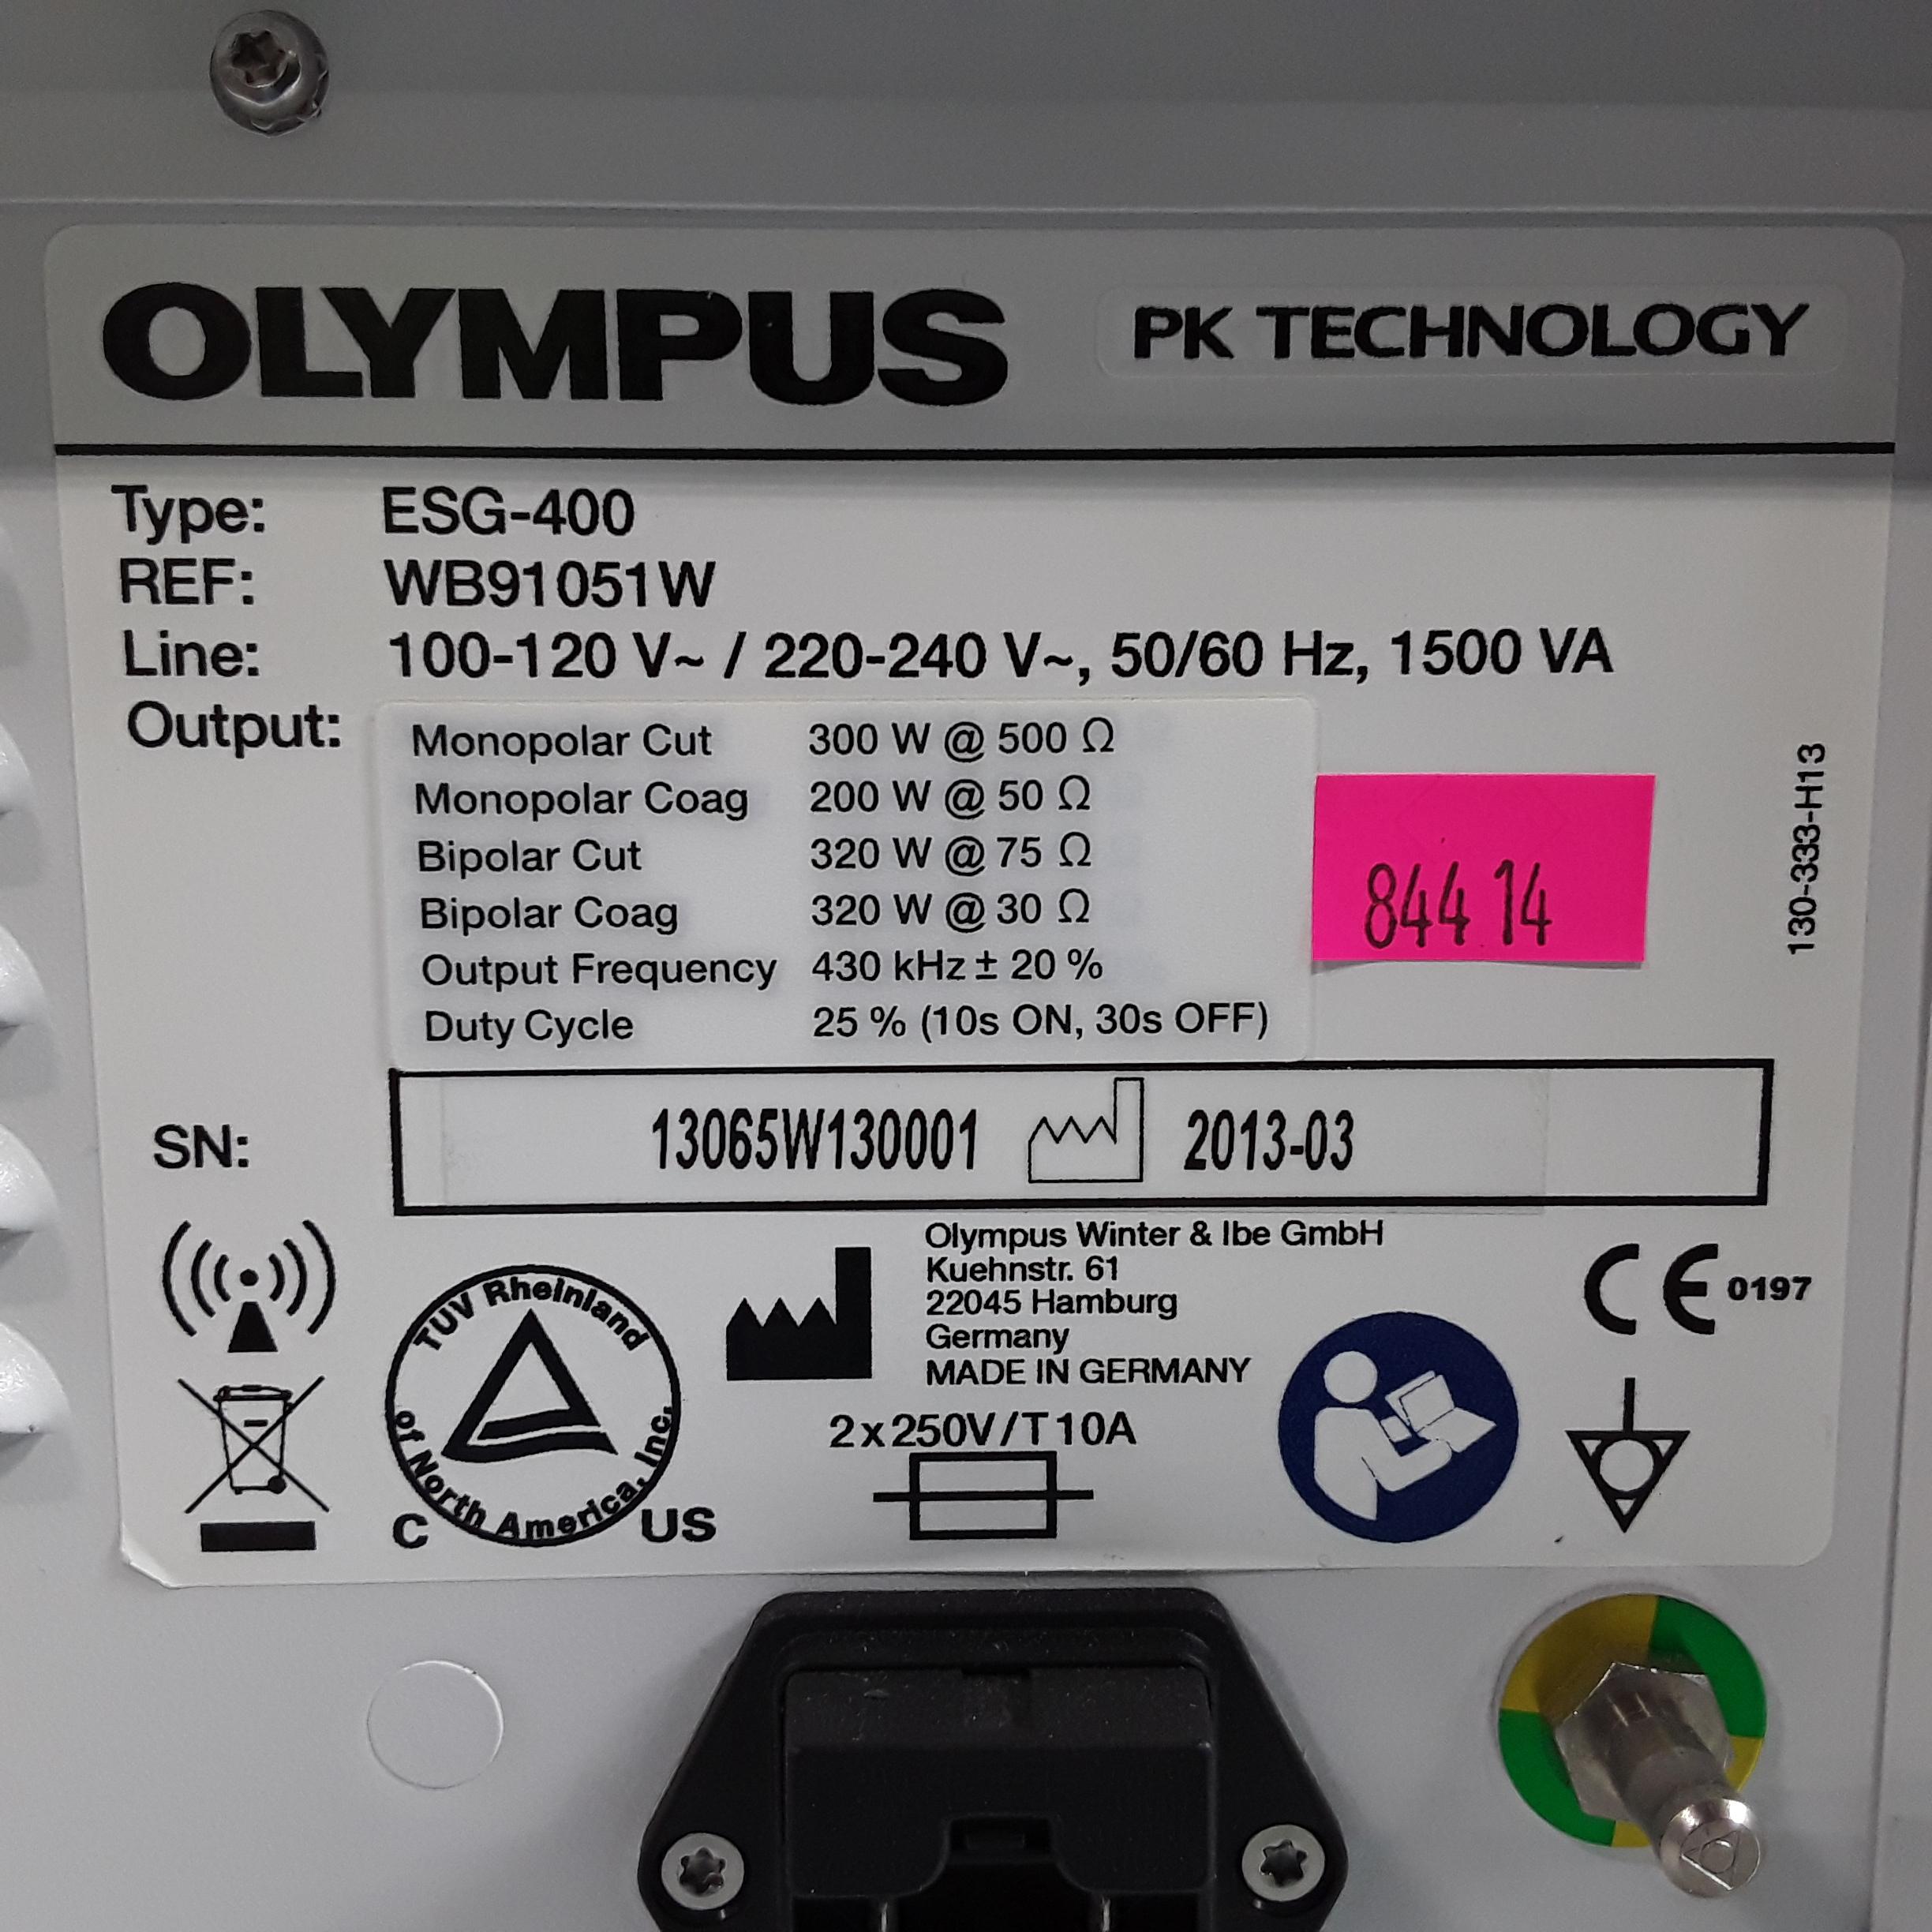 OLYMPUS PK TECHNOLOGY
Type: ESG-400
REF: WB91051W
Line: 100-120 V~ / 220-240 V~, 50/60 Hz, 1500 VA
Output:
Monopolar Cut 300 W @ 500 Ω
Monopolar Coag 200 W @ 50 Ω
Bipolar Cut 320 W @ 75 Ω
Bipolar Coag 320 W @ 30 Ω
Output Frequency 430 kHz ± 20 %
Duty Cycle 25 % (10s ON, 30s OFF)
84414
130-333-H13
SN: 13065W130001 2013-03
TUV Rheinland
of North America, Inc.
C US
Olympus Winter & Ibe GmbH
Kuehnstr. 61
22045 Hamburg
Germany
MADE IN GERMANY
2x250V/T10A
CE 0197